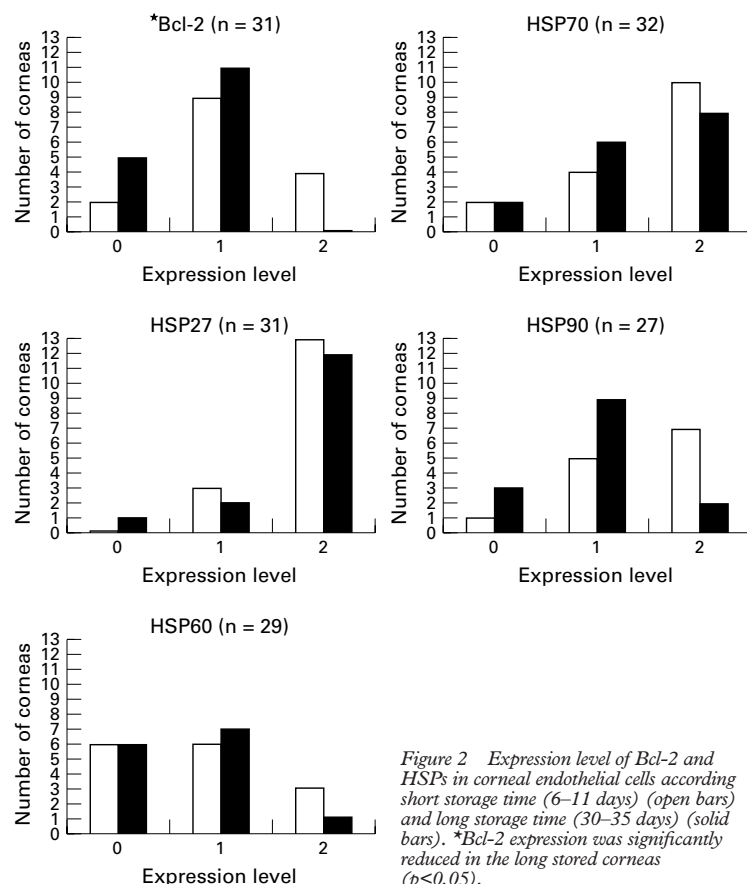 ★Bcl-2 (n = 31)
Number of corneas
13
12
11
10
9
8
7
6
5
4
3
2
1
0
0 1 2
Expression level
HSP70 (n = 32)
Number of corneas
13
12
11
10
9
8
7
6
5
4
3
2
1
0
0 1 2
Expression level
HSP27 (n = 31)
Number of corneas
13
12
11
10
9
8
7
6
5
4
3
2
1
0
0 1 2
Expression level
HSP90 (n = 27)
Number of corneas
13
12
11
10
9
8
7
6
5
4
3
2
1
0
0 1 2
Expression level
HSP60 (n = 29)
Number of corneas
13
12
11
10
9
8
7
6
5
4
3
2
1
0
0 1 2
Expression level
Figure 2 Expression level of Bcl-2 and
HSPs in corneal endothelial cells according
short storage time (6–11 days) (open bars)
and long storage time (30–35 days) (solid
bars). ★Bcl-2 expression was significantly
reduced in the long stored corneas
(p<0.05).